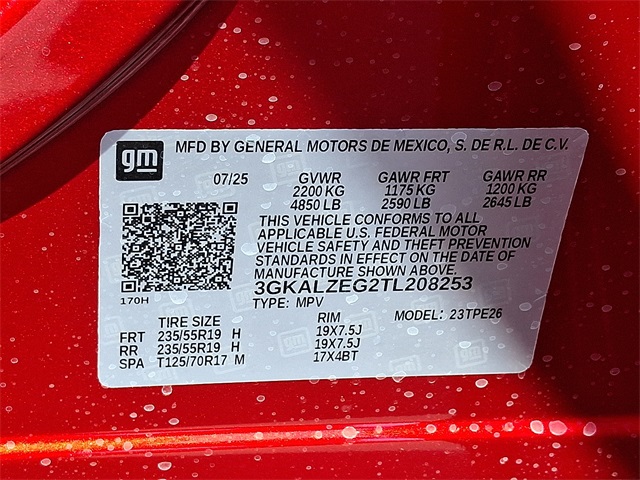 gm
MFD BY GENERAL MOTORS DE MEXICO, S. DE R.L. DE C.V.
07/25 GVWR GAWR FRT GAWR RR
2200 KG 1175 KG 1200 KG
4850 LB 2590 LB 2645 LB
THIS VEHICLE CONFORMS TO ALL
APPLICABLE U.S. FEDERAL MOTOR
VEHICLE SAFETY AND THEFT PREVENTION
STANDARDS IN EFFECT ON THE DATE OF
MANUFACTURE SHOWN ABOVE.
3GKALZEG2TL208253
170H
TYPE: MPV MODEL: 23TPE26
TIRE SIZE RIM
FRT 235/55R19 H 19X7.5J
RR 235/55R19 H 19X7.5J
SPA T125/70R17 M 17X4BT